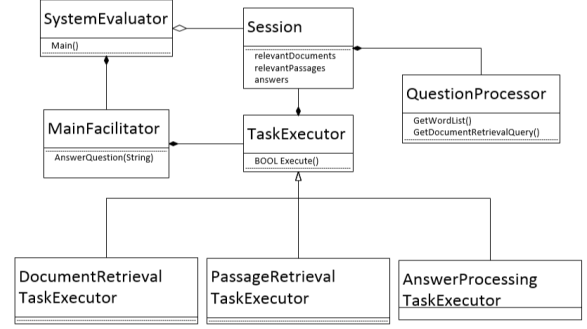 SystemEvaluator
Main()
Session
relevantDocuments
relevantPassages
answers
QuestionProcessor
GetWordList()
GetDocumentRetrievalQuery()
MainFacilitator
AnswerQuestion(String)
TaskExecutor
BOOL Execute()
DocumentRetrieval
TaskExecutor
PassageRetrieval
TaskExecutor
AnswerProcessing
TaskExecutor